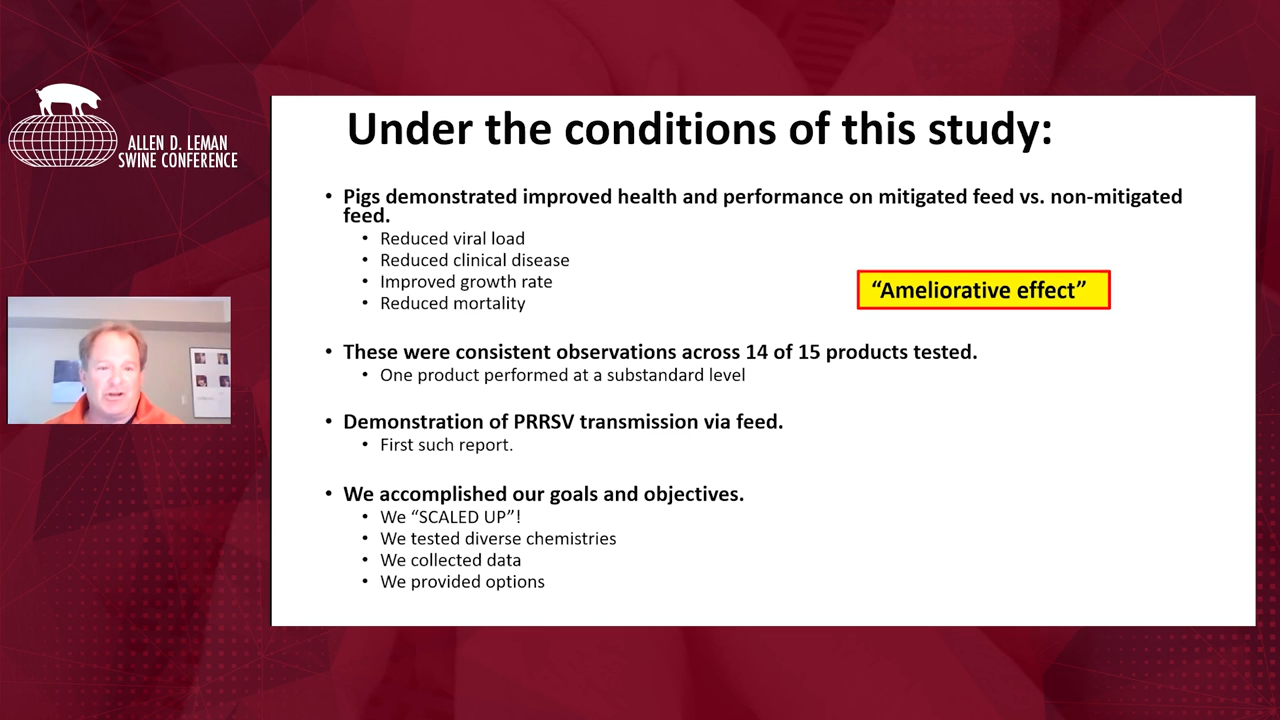 ALLEN D. LEMAN
SWINE CONFERENCE
Under the conditions of this study:
• Pigs demonstrated improved health and performance on mitigated feed vs. non-mitigated
feed.
• Reduced viral load
• Reduced clinical disease
• Improved growth rate
• Reduced mortality
“Ameliorative effect”
• These were consistent observations across 14 of 15 products tested.
• One product performed at a substandard level
• Demonstration of PRRSV transmission via feed.
• First such report.
• We accomplished our goals and objectives.
• We “SCALED UP”!
• We tested diverse chemistries
• We collected data
• We provided options